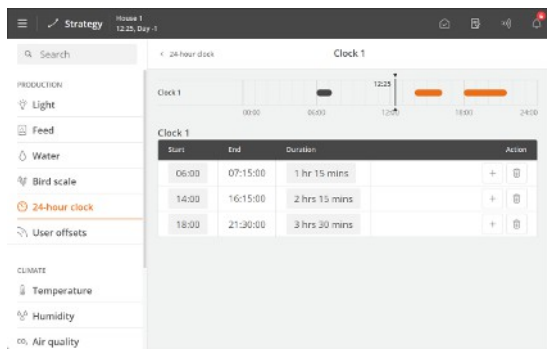 Strategy
House 1
12:25, Day -1
6
Search
24-hour clock
Clock 1
PRODUCTION
Light
Feed
Water
Bird scale
24-hour clock
User offsets
CLIMATE
Temperature
Humidity
CO₂ Air quality
Clock 1
12:25
00:00 06:00 12:00 18:00 24:00
Clock 1
Start End Duration Action
06:00 07:15:00 1 hr 15 mins +
14:00 16:15:00 2 hrs 15 mins +
18:00 21:30:00 3 hrs 30 mins +